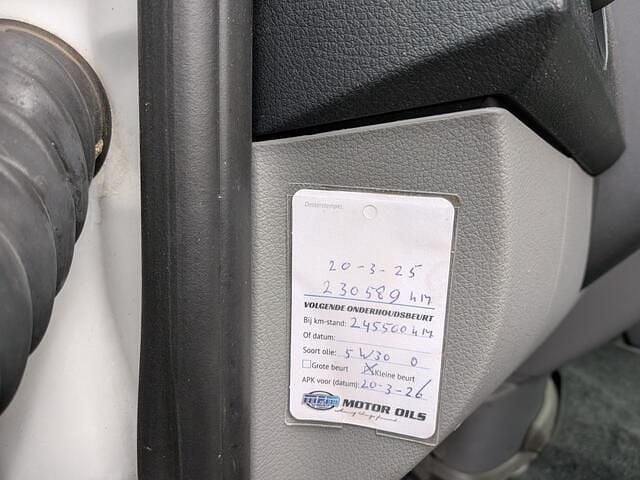 Dealerstempel:
20-3-25
230589 km
VOLGENDE ONDERHOUDSBEURT
Bij km-stand: 245500 km
Of datum:
Soort olie: 5W30 0
Grote beurt Kleine beurt
APK voor (datum): 20-3-26
MOTOR OILS